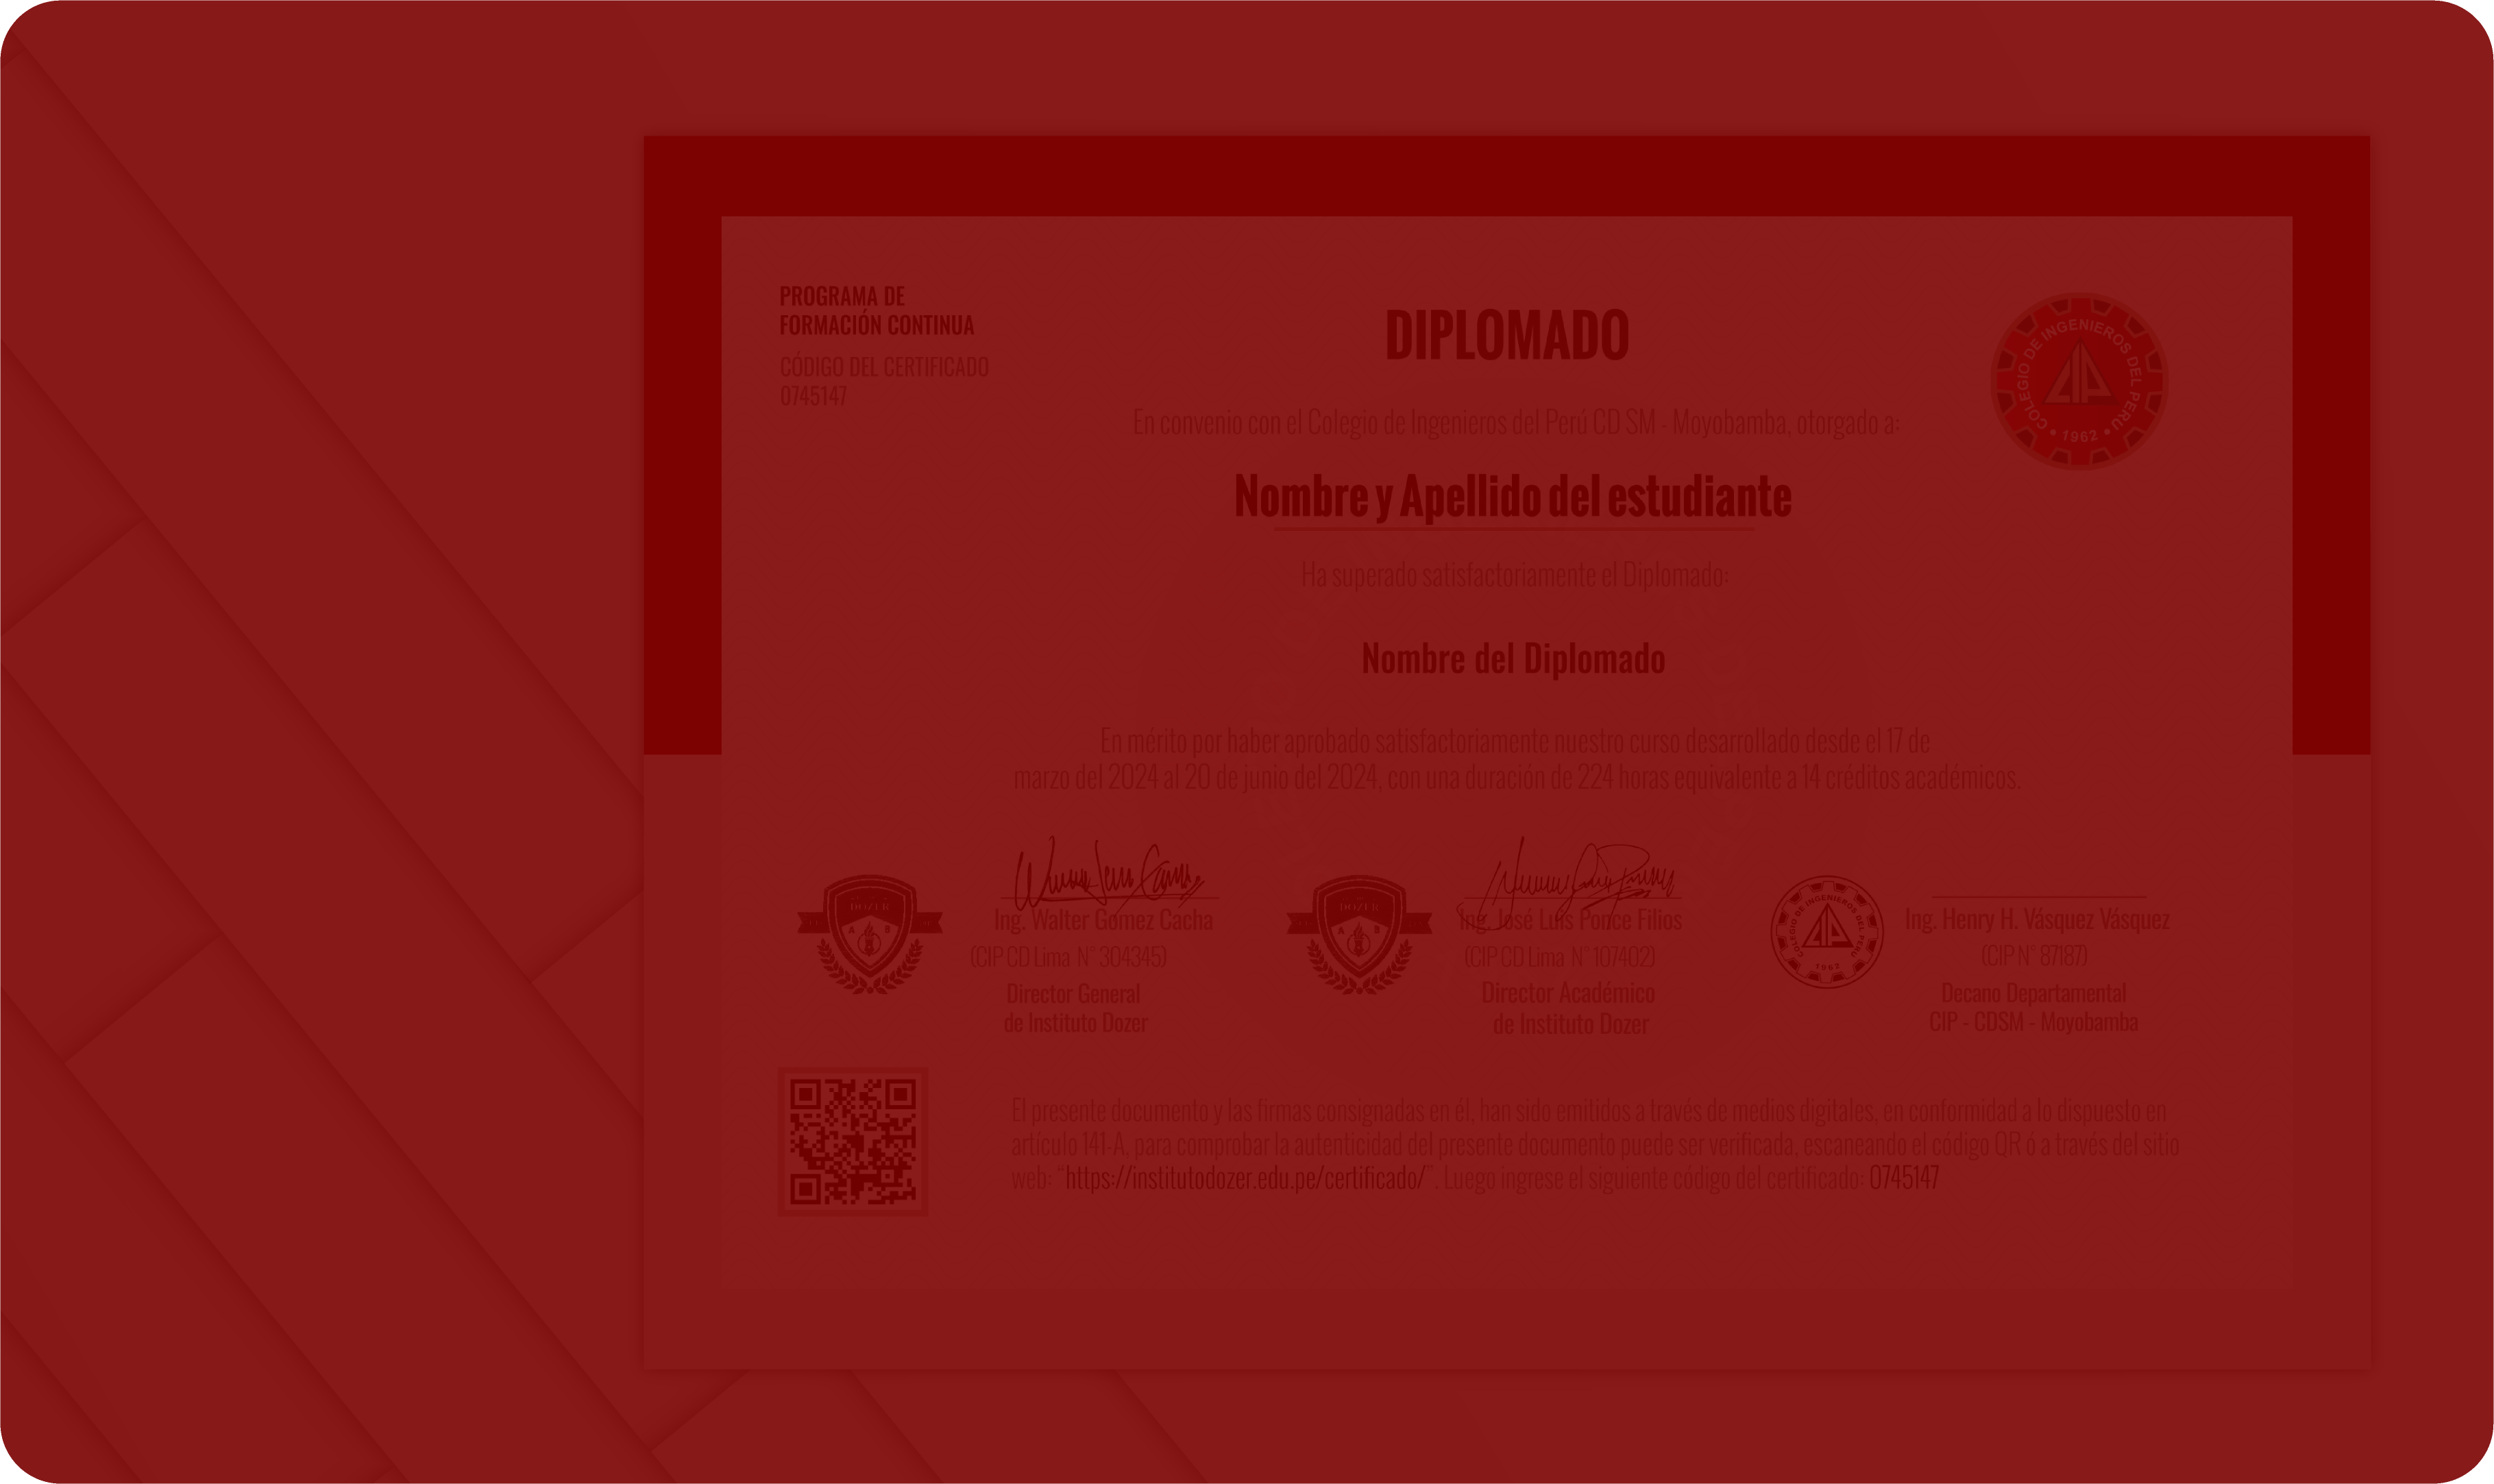 PROGRAMA DE
FORMACIÓN CONTINUA
CÓDIGO DEL CERTIFICADO
0745147
DIPLOMADO
COLEGIO DE INGENIEROS DEL PERU
• 1962 •
En convenio con el Colegio de Ingenieros del Perú CD SM - Moyobamba, otorgado a:
Nombre y Apellido del estudiante
Ha superado satisfactoriamente el Diplomado:
Nombre del Diplomado
En mérito por haber aprobado satisfactoriamente nuestro curso desarrollado desde el 17 de
marzo del 2024 al 20 de junio del 2024, con una duración de 224 horas equivalente a 14 créditos académicos.
DOZER
A B
Ing. Walter Gómez Cacha
(CIP CD Lima N° 304345)
Director General
de Instituto Dozer
DOZER
A B
Ing. José Luis Ponce Filios
(CIP CD Lima N° 107402)
Director Académico
de Instituto Dozer
COLEGIO DE INGENIEROS DEL PERU
1962
Ing. Henry H. Vásquez Vásquez
(CIP N° 87187)
Decano Departamental
CIP - CDSM - Moyobamba
El presente documento y las firmas consignadas en él, han sido emitidos a través de medios digitales, en conformidad a lo dispuesto en
artículo 141-A, para comprobar la autenticidad del presente documento puede ser verificada, escaneando el código QR ó a través del sitio
web: “https://institutodozer.edu.pe/certificado/”. Luego ingrese el siguiente código del certificado: 0745147